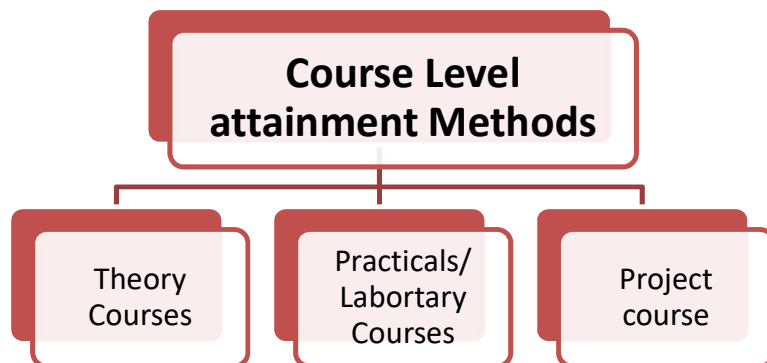 Course Level
attainment Methods
Theory
Courses
Practicals/
Labortary
Courses
Project
course